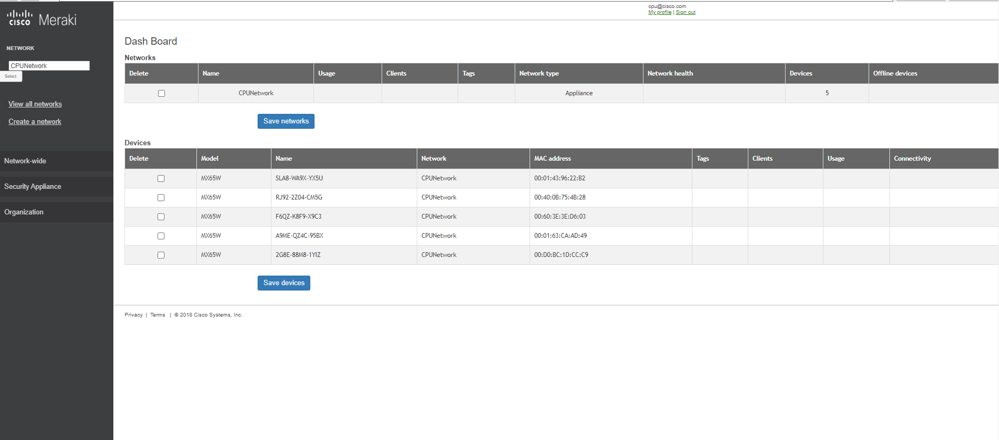 cisco Meraki
NETWORK
CPUNetwork
Select
View all networks
Create a network
Network-wide
Security Appliance
Organization
cpu@cisco.com
My profile | Sign out
Dash Board
Networks
Delete Name Usage Clients Tags Network type Network health Devices Offline devices
CPUNetwork Appliance 5
Save networks
Devices
Delete Model Name Network MAC address Tags Clients Usage Connectivity
MX65W SLA8-WA9X-YX5U CPUNetwork 00:01:43:96:22:B2
MX65W RJ92-2Z04-CM5G CPUNetwork 00:40:0B:75:4B:28
MX65W F6QZ-K8F9-X9C3 CPUNetwork 00:60:3E:3E:D6:03
MX65W A9ME-QZ4C-95BX CPUNetwork 00:01:63:CA:AD:49
MX65W 2G8E-88M8-1YIZ CPUNetwork 00:D0:BC:1D:CC:C9
Save devices
Privacy | Terms | © 2018 Cisco Systems, Inc.